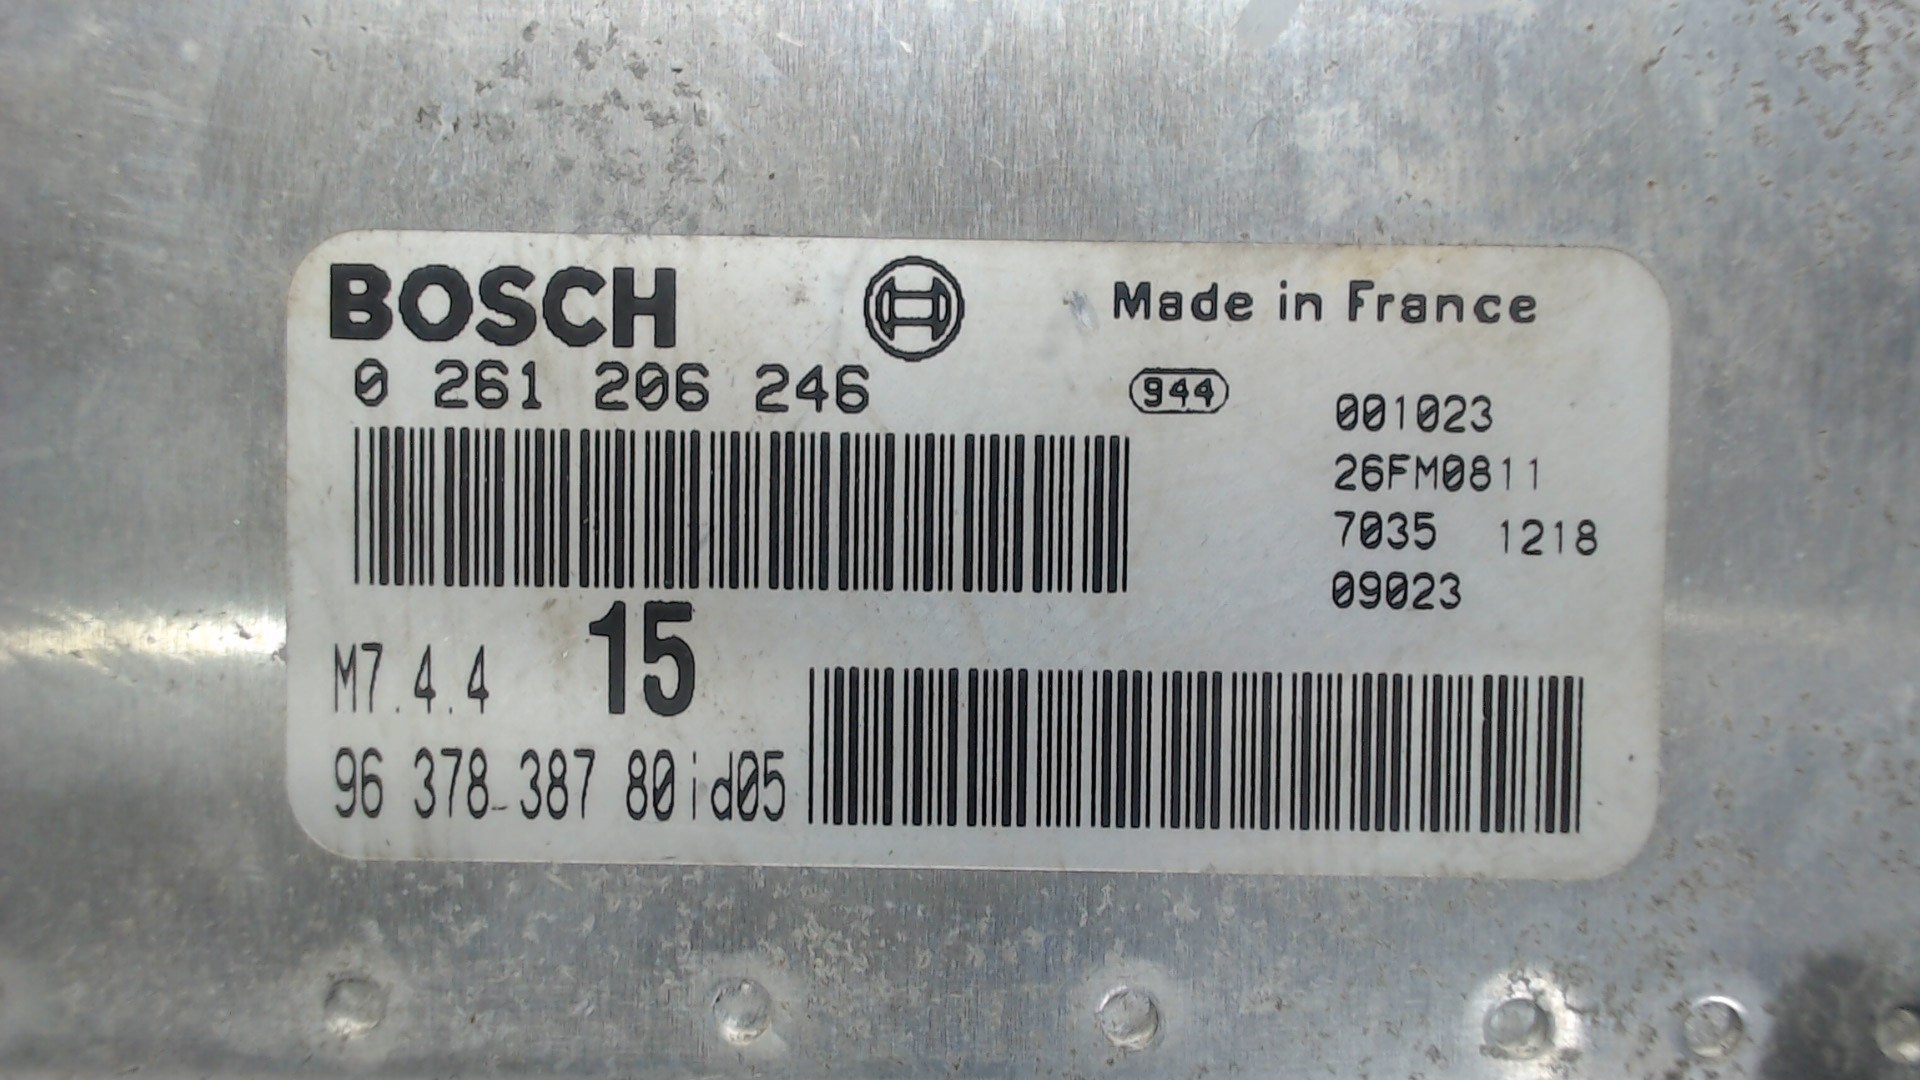 BOSCH
Made in France
0 261 206 246
944
001023
26FM0811
7035 1218
09023
M7.4.4 15
96 378 387 80id05